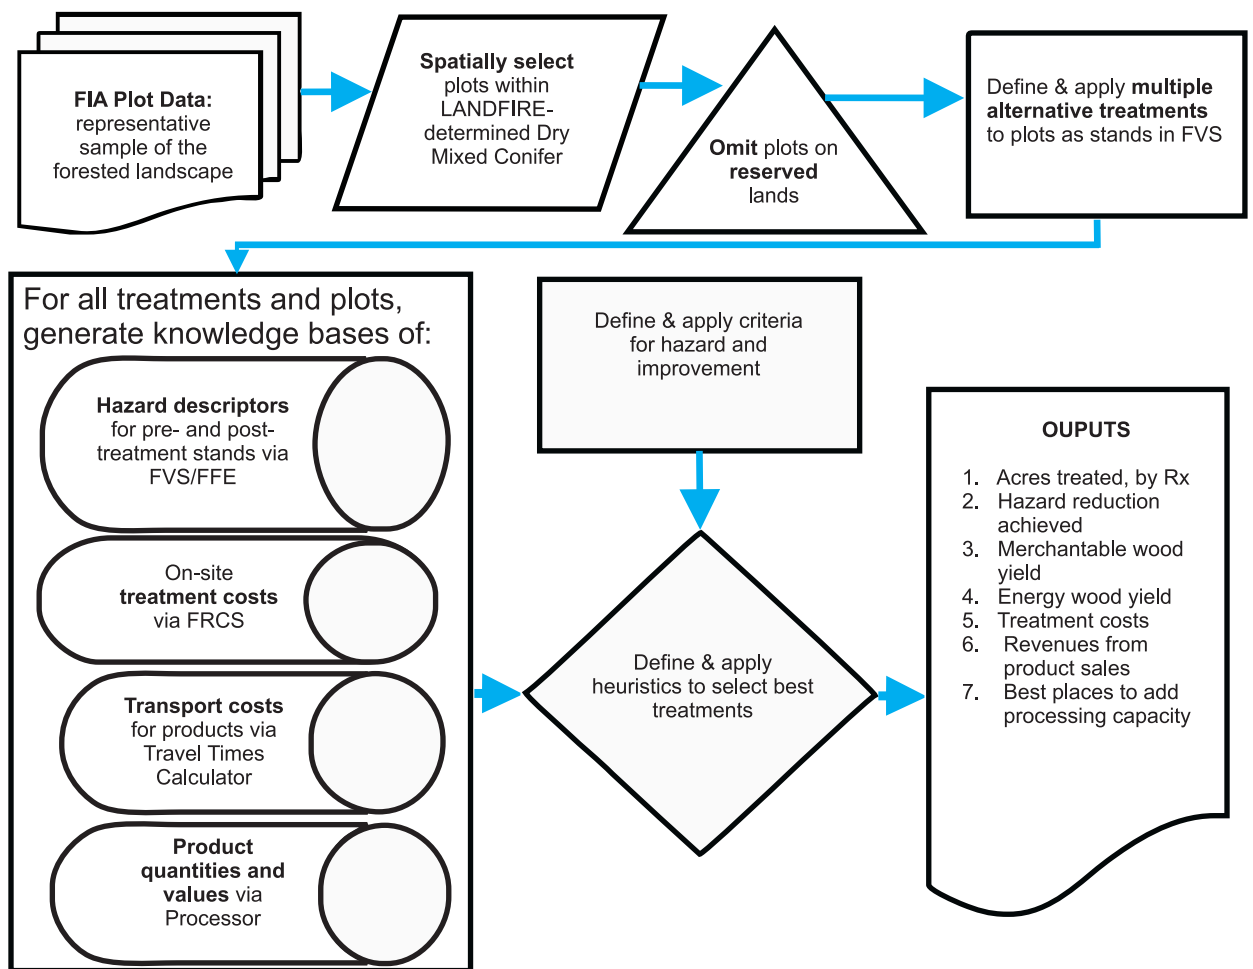 FIA Plot Data:
representative
sample of the
forested landscape
Spatially select
plots within
LANDFIRE-
determined Dry
Mixed Conifer
Omit plots on
reserved
lands
Define & apply multiple
alternative treatments
to plots as stands in FVS
For all treatments and plots,
generate knowledge bases of:
Hazard descriptors
for pre- and post-
treatment stands via
FVS/FFE
On-site
treatment costs
via FRCS
Transport costs
for products via
Travel Times
Calculator
Product
quantities and
values via
Processor
Define & apply criteria
for hazard and
improvement
Define & apply
heuristics to select best
treatments
OUPUTS
1. Acres treated, by Rx
2. Hazard reduction
achieved
3. Merchantable wood
yield
4. Energy wood yield
5. Treatment costs
6. Revenues from
product sales
7. Best places to add
processing capacity